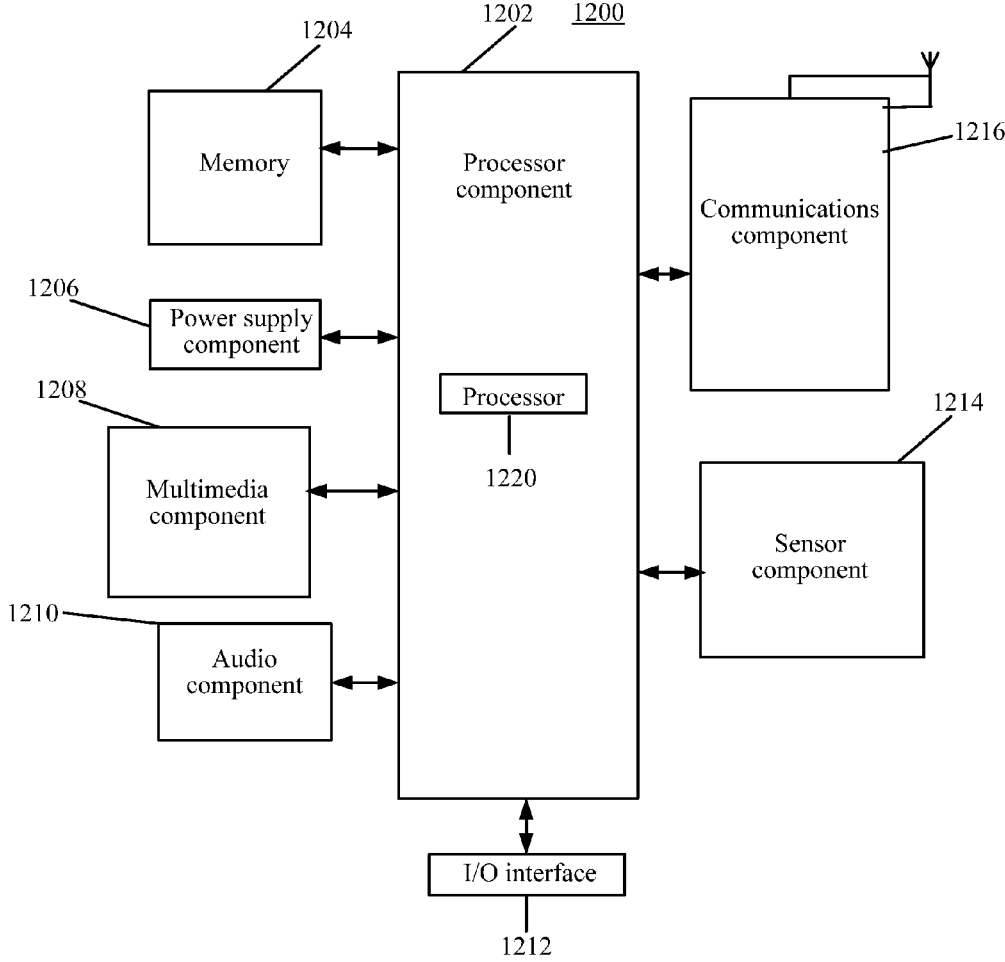 1202
1200
1204
Memory
Processor
component
1216
Communications
component
1206
Power supply
component
1208
Processor
1220
1214
Multimedia
component
Sensor
component
1210
Audio
component
I/O interface
1212